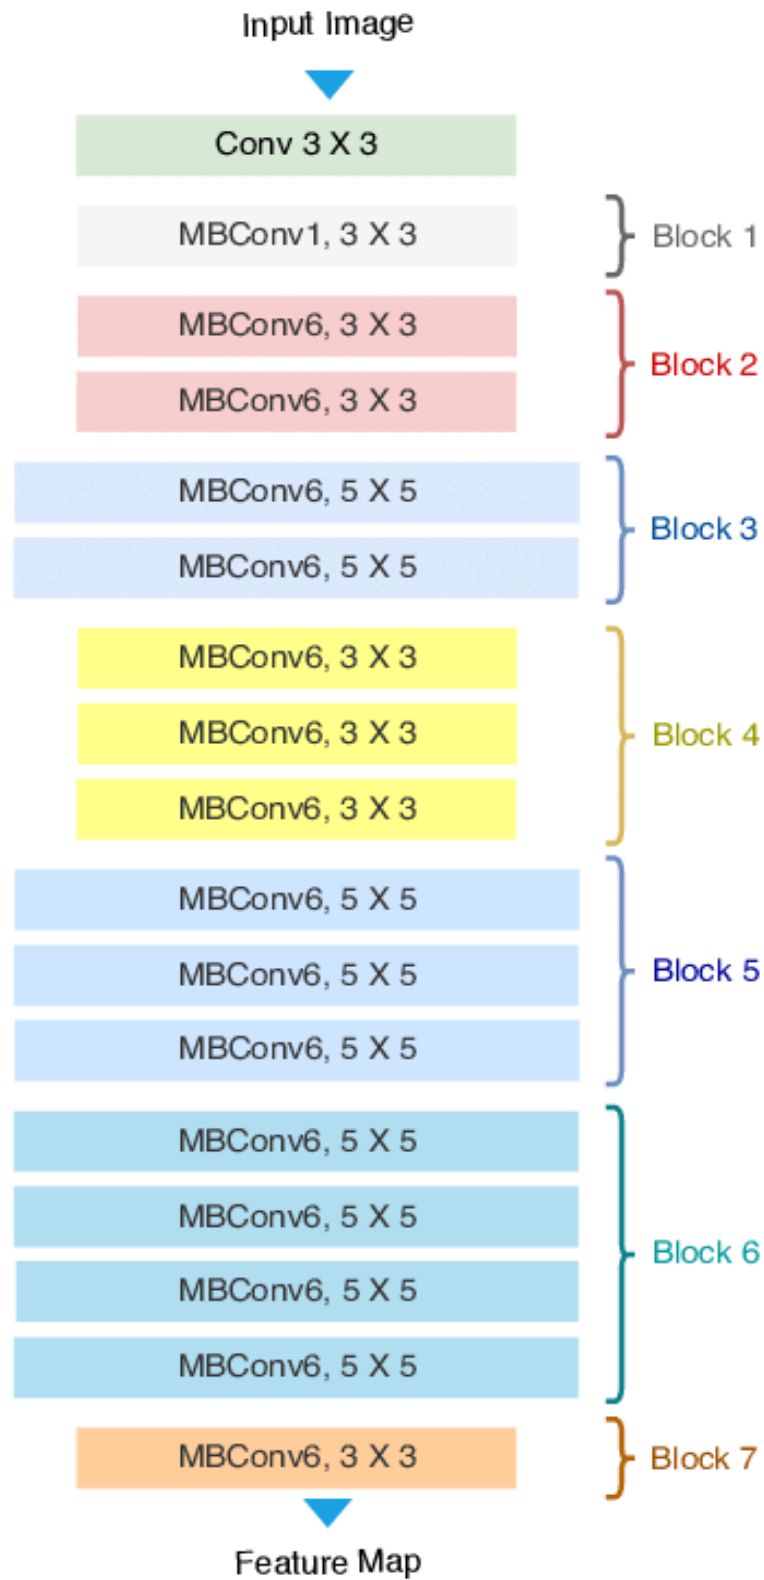 Input Image
Conv 3 X 3
MBConv1, 3 X 3
Block 1
MBConv6, 3 X 3
Block 2
MBConv6, 3 X 3
MBConv6, 5 X 5
Block 3
MBConv6, 5 X 5
MBConv6, 3 X 3
MBConv6, 3 X 3
Block 4
MBConv6, 3 X 3
MBConv6, 5 X 5
MBConv6, 5 X 5
Block 5
MBConv6, 5 X 5
MBConv6, 5 X 5
MBConv6, 5 X 5
Block 6
MBConv6, 5 X 5
MBConv6, 5 X 5
MBConv6, 3 X 3
Block 7
Feature Map